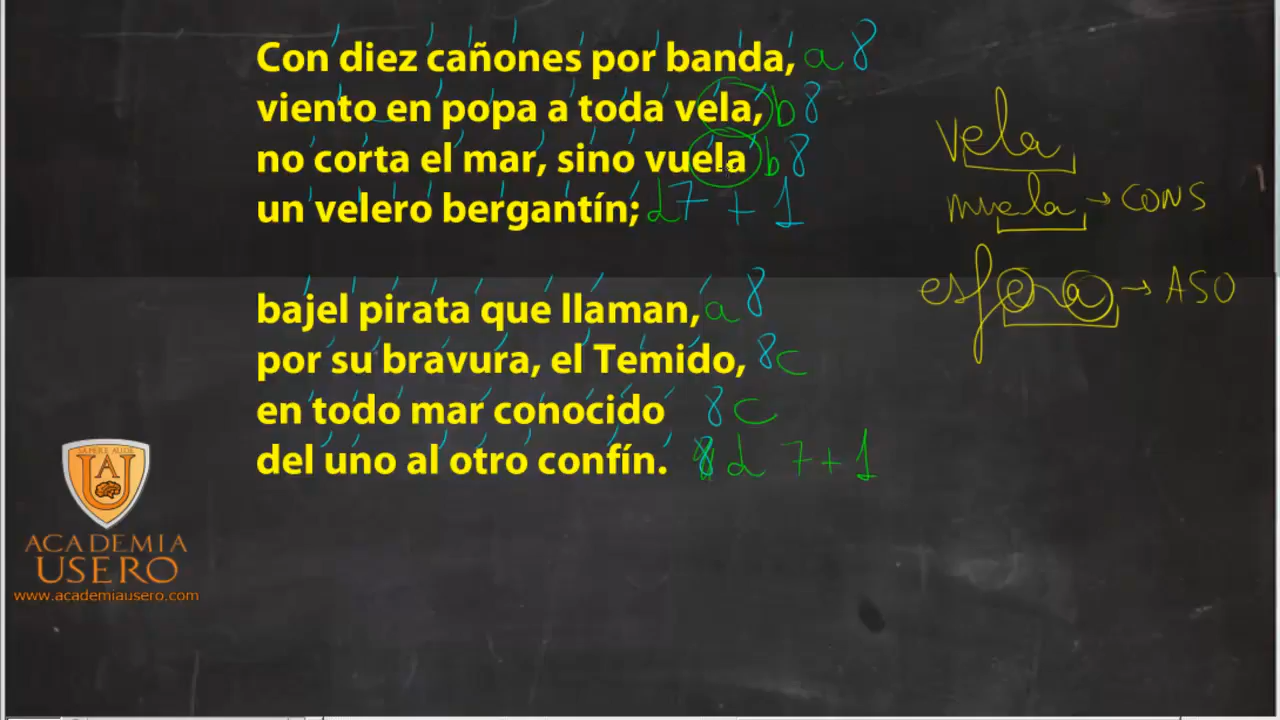 Con diez cañones por banda, a 8
viento en popa a toda vela, b 8
no corta el mar, sino vuela b 8
un velero bergantín; d 7 + 1
bajel pirata que llaman, a 8
por su bravura, el Temido, 8 c
en todo mar conocido 8 c
del uno al otro confín. d 7 + 1
vela
muela → CONS
esfera → ASO
SAPERE AUDE
ACADEMIA
USERO
www.academiausero.com